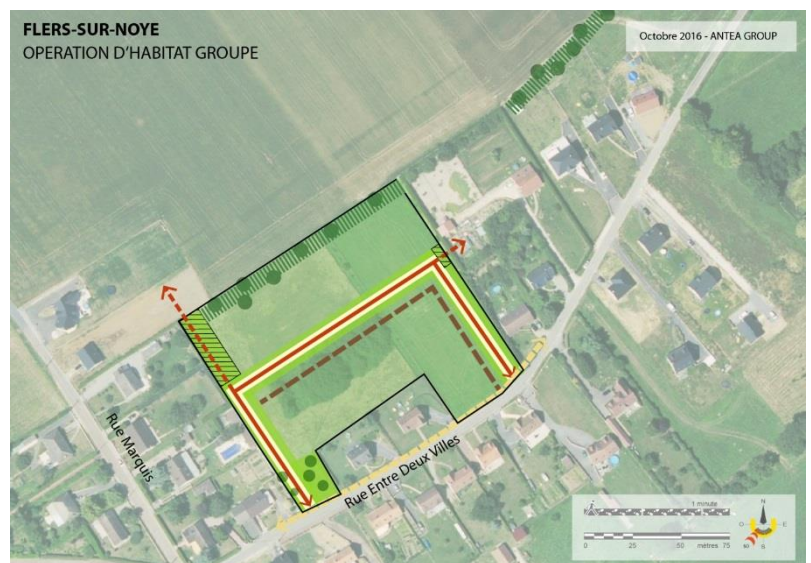 FLERS-SUR-NOYE
OPERATION D'HABITAT GROUPE
Octobre 2016 - ANTEA GROUP
Rue Marquis
Rue Entre Deux Villes
1 minute
0 25 50 mètres 75
N
O E
S